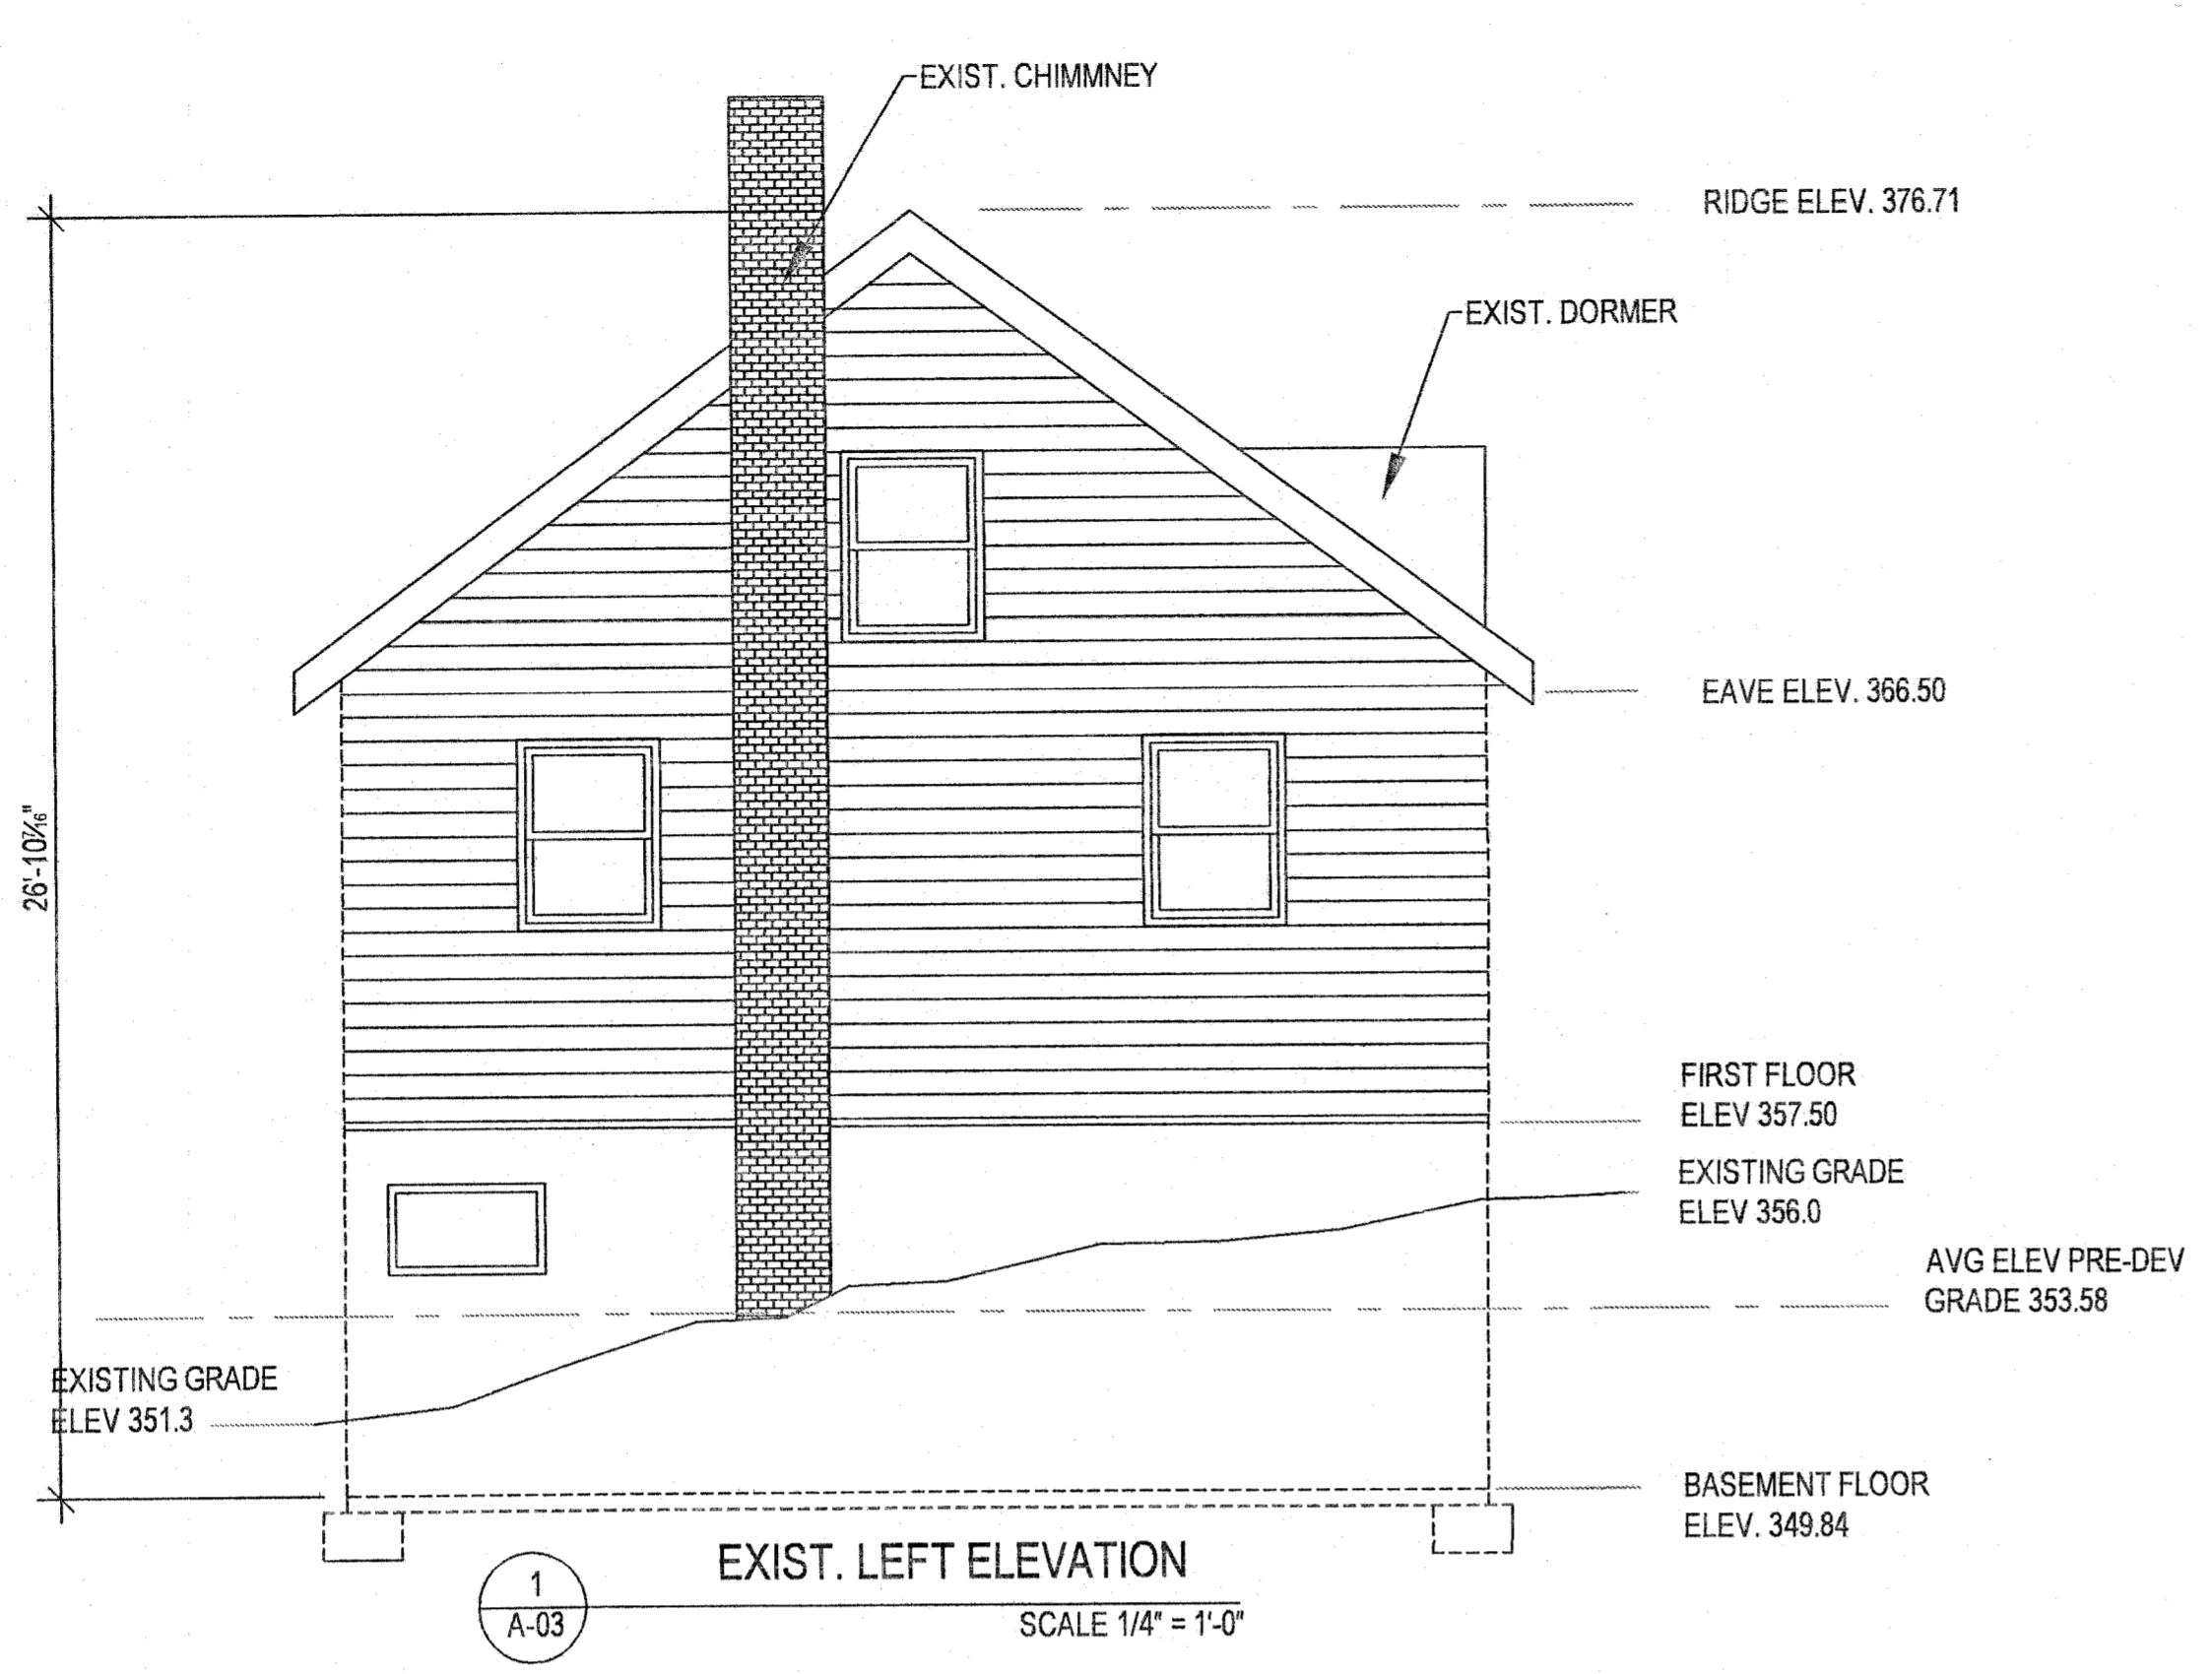 EXIST. CHIMMNEY
RIDGE ELEV. 376.71
EXIST. DORMER
EAVE ELEV. 366.50
26'-10 7/16"
FIRST FLOOR
ELEV 357.50
EXISTING GRADE
ELEV 356.0
AVG ELEV PRE-DEV
GRADE 353.58
EXISTING GRADE
ELEV 351.3
BASEMENT FLOOR
ELEV. 349.84
EXIST. LEFT ELEVATION
1
A-03
SCALE 1/4" = 1'-0"